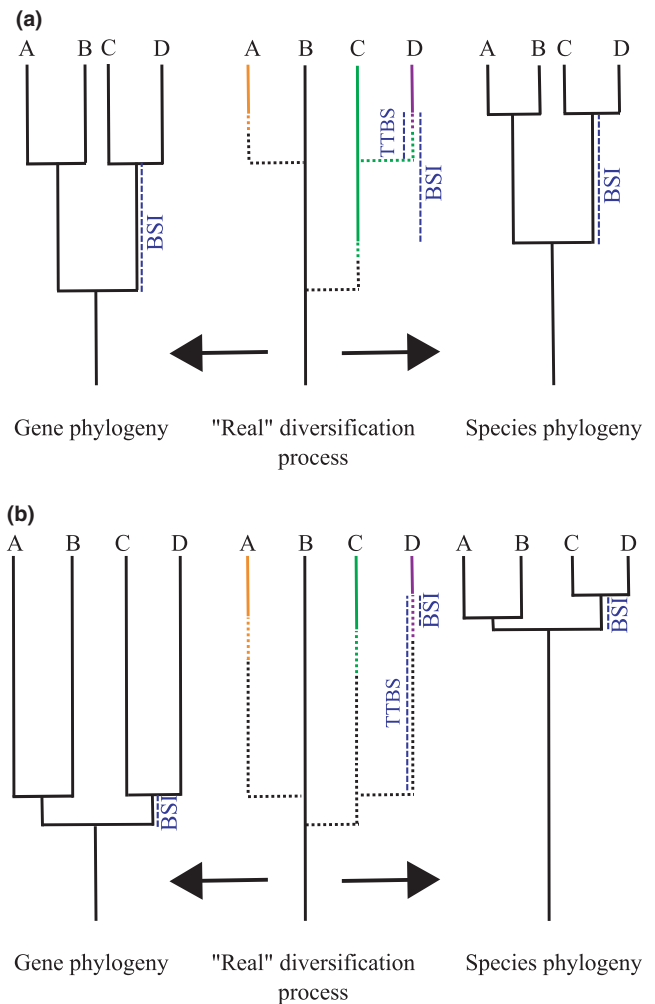 (a)
A B C D A B C D A B C D
TTBS
BSI BSI BSI
Gene phylogeny "Real" diversification process Species phylogeny
(b)
A B C D A B C D A B C D
BSI BSI
TTBS
BSI
Gene phylogeny "Real" diversification process Species phylogeny